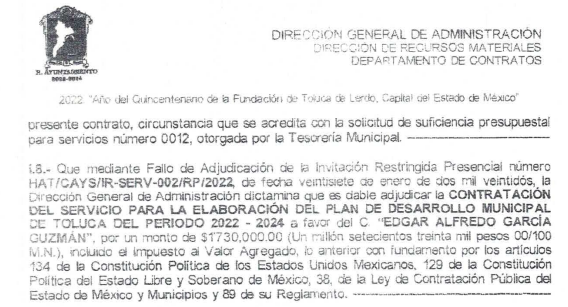 DIRECCIÓN GENERAL DE ADMINISTRACIÓN
DIRECCIÓN DE RECURSOS MATERIALES
DEPARTAMENTO DE CONTRATOS
H. AYUNTAMIENTO
2022-2024
2022. "Año del Quincentenario de la Fundación de Toluca de Lerdo, Capital del Estado de México"
presente contrato, circunstancia que se acredita con la solicitud de suficiencia presupuestal
para servicios número 0012, otorgada por la Tesorería Municipal. ---
I.8.- Que mediante Fallo de Adjudicación de la Invitación Restringida Presencial número
HAT/CAYS/IR-SERV-002/RP/2022, de fecha veintisiete de enero de dos mil veintidós, la
Dirección General de Administración dictamina que es dable adjudicar la CONTRATACIÓN
DEL SERVICIO PARA LA ELABORACIÓN DEL PLAN DE DESARROLLO MUNICIPAL
DE TOLUCA DEL PERIODO 2022 - 2024 a favor del C. "EDGAR ALFREDO GARCÍA
GUZMÁN", por un monto de $1'730,000.00 (Un millón setecientos treinta mil pesos 00/100
M.N.), incluido el Impuesto al Valor Agregado, lo anterior con fundamento por los artículos
134 de la Constitución Política de los Estados Unidos Mexicanos, 129 de la Constitución
Política del Estado Libre y Soberano de México, 38, de la Ley de Contratación Pública del
Estado de México y Municipios y 89 de su Reglamento. ---